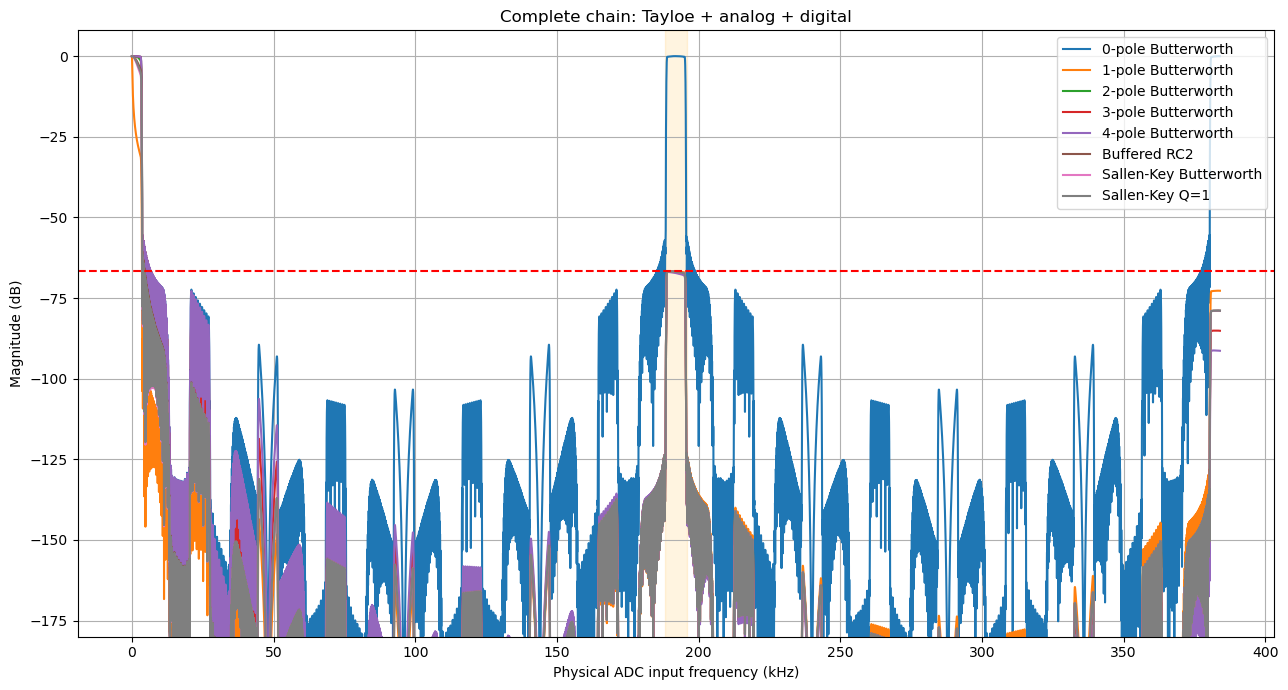 Complete chain: Tayloe + analog + digital
0-pole Butterworth
1-pole Butterworth
2-pole Butterworth
3-pole Butterworth
4-pole Butterworth
Buffered RC2
Sallen-Key Butterworth
Sallen-Key Q=1
Magnitude (dB)
0
−25
−50
−75
−100
−125
−150
−175
0
50
100
150
200
250
300
350
400
Physical ADC input frequency (kHz)